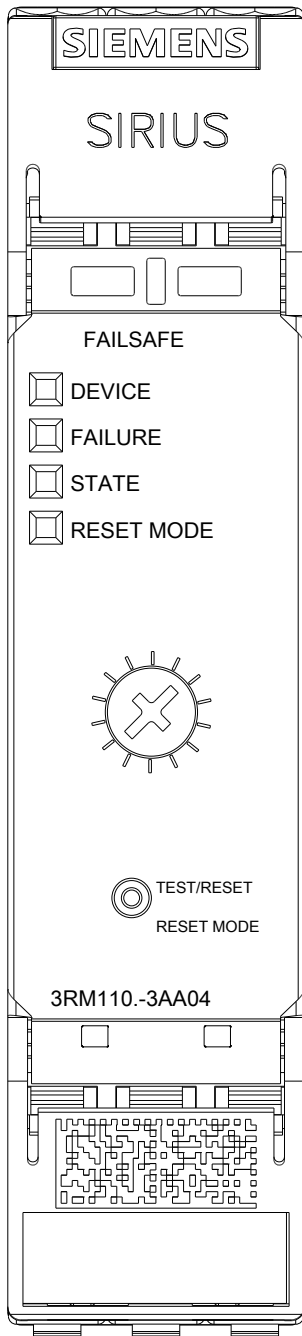 SIEMENS
SIRIUS
FAILSAFE
DEVICE
FAILURE
STATE
RESET MODE
TEST/RESET
RESET MODE
3RM110.-3AA04